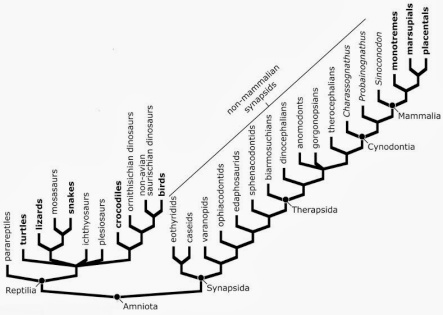 parareptiles
turtles
lizards
mosasaurs
snakes
ichthyosaurs
plesiosaurs
crocodiles
ornithisichian dinosaurs
non-avian
saurischian dinosaurs
birds
eothyridids
caseids
varanopids
ophiacodontids
edaphosaurids
sphenacodontids
biarmosuchians
dinocephalians
anomodonts
gorgonopsians
therocephalians
Charassognathus
Probainognathus
Sinoconodon
monotremes
marsupials
placentals
non-mammalian
synapsids
Mammalia
Cynodontia
Therapsida
Synapsida
Reptilia
Amniota